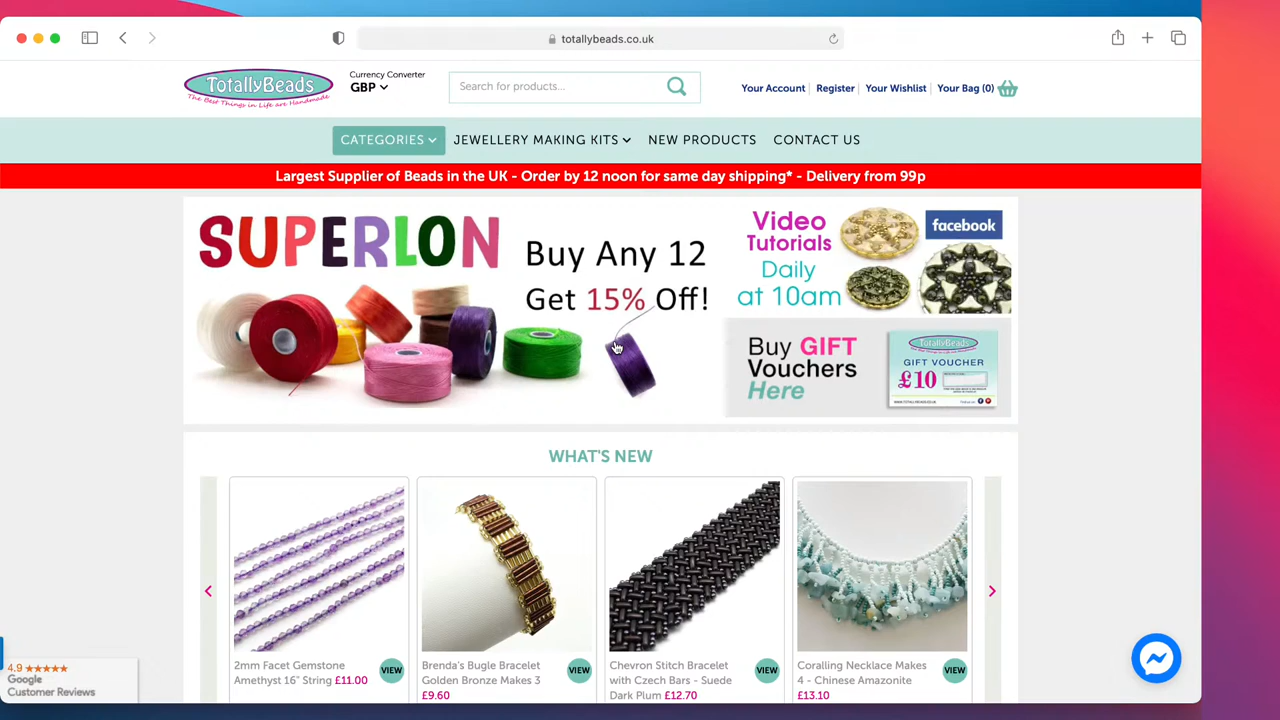 totallybeads.co.uk
TotallyBeads
The Best Things in Life are Handmade
Currency Converter
GBP
Search for products...
Your Account
Register
Your Wishlist
Your Bag (0)
CATEGORIES
JEWELLERY MAKING KITS
NEW PRODUCTS
CONTACT US
Largest Supplier of Beads in the UK - Order by 12 noon for same day shipping* - Delivery from 99p
SUPERLON
Buy Any 12
Get 15% Off!
Video
Tutorials
Daily
at 10am
facebook
Buy GIFT
Vouchers
Here
TotallyBeads
GIFT VOUCHER
£10
WHAT'S NEW
2mm Facet Gemstone
Amethyst 16" String £11.00
VIEW
Brenda's Bugle Bracelet
Golden Bronze Makes 3
£9.60
VIEW
Chevron Stitch Bracelet
with Czech Bars - Suede
Dark Plum £12.70
VIEW
Coralling Necklace Makes
4 - Chinese Amazonite
£13.10
VIEW
4.9 ★★★★★
Google
Customer Reviews